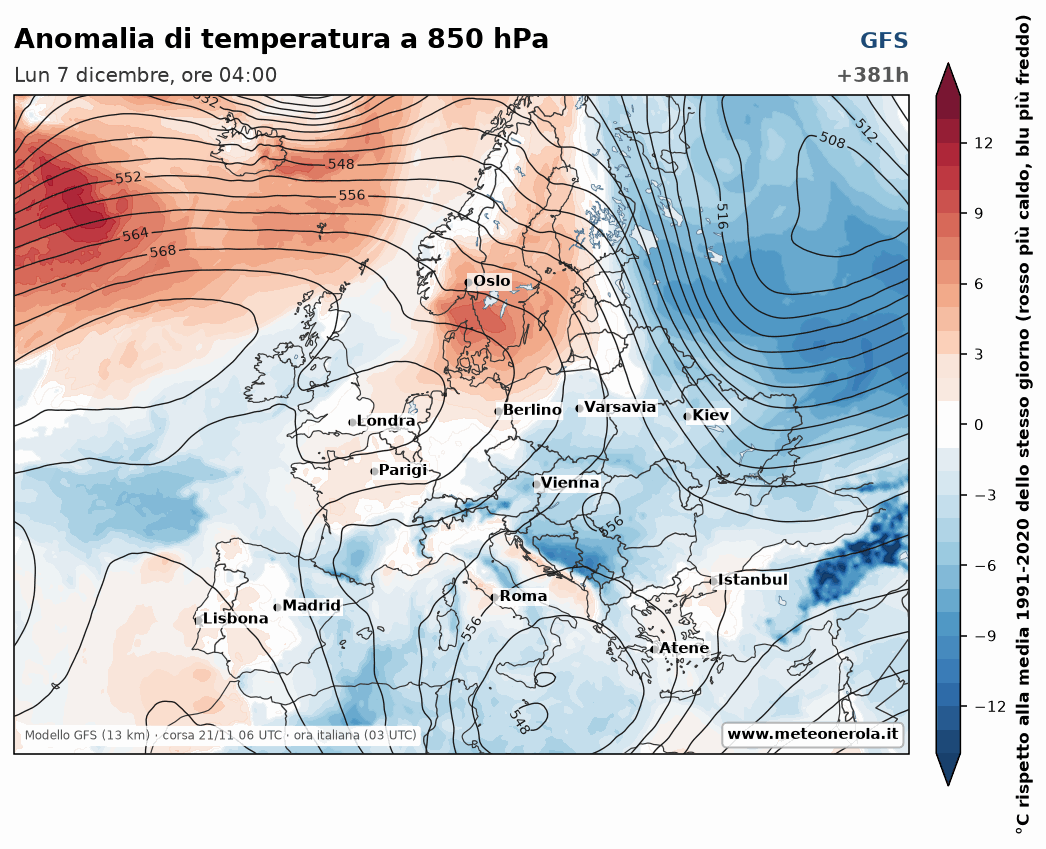 Anomalia di temperatura a 850 hPa
GFS
Lun 7 dicembre, ore 04:00
+381h
532
548
552
556
564
568
508
512
516
Oslo
Londra
Berlino
Varsavia
Kiev
Parigi
Vienna
556
Istanbul
Madrid
Roma
Lisbona
556
Atene
548
Modello GFS (13 km) · corsa 21/11 06 UTC · ora italiana (03 UTC)
www.meteonerola.it
12
9
6
3
0
−3
−6
−9
−12
°C rispetto alla media 1991-2020 dello stesso giorno (rosso più caldo, blu più freddo)